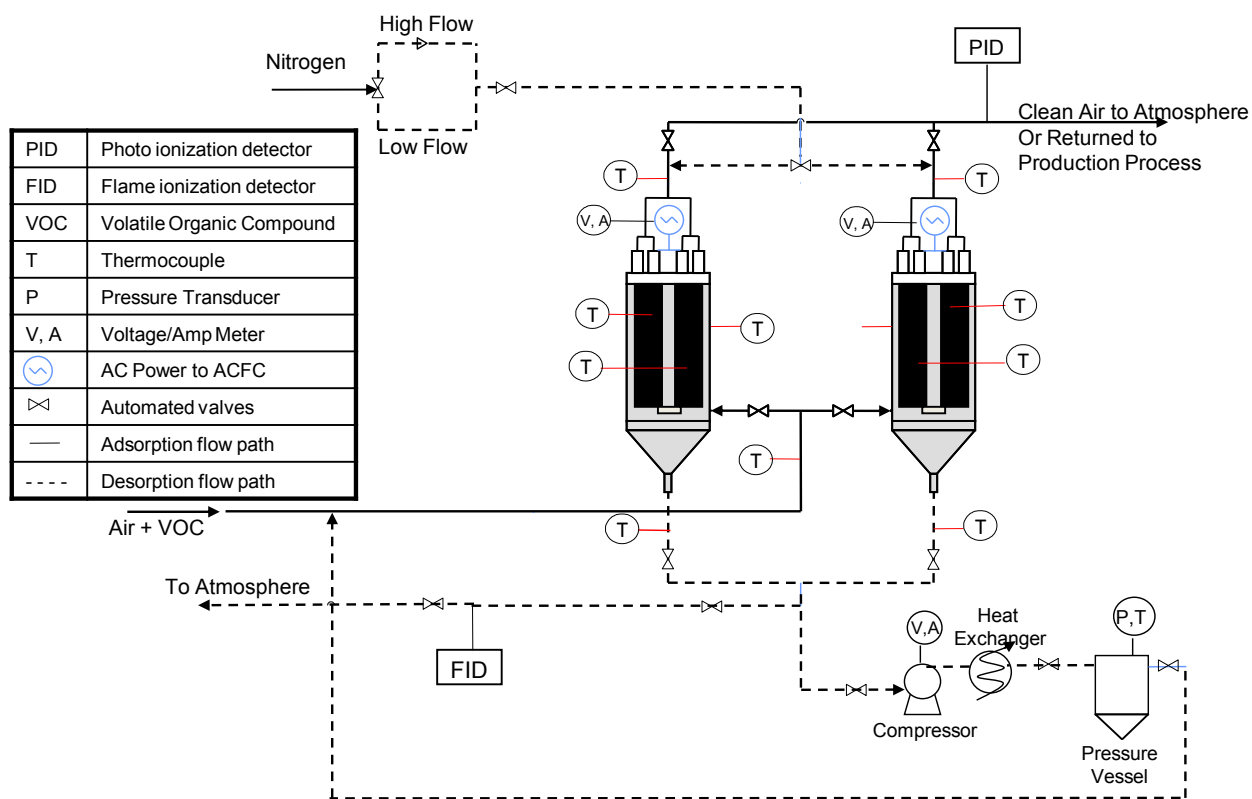 High Flow
Nitrogen
Low Flow
PID
Clean Air to Atmosphere
Or Returned to
Production Process
PID Photo ionization detector
FID Flame ionization detector
VOC Volatile Organic Compound
T Thermocouple
P Pressure Transducer
V, A Voltage/Amp Meter
AC Power to ACFC
Automated valves
Adsorption flow path
Desorption flow path
T
T
V, A
V, A
T
T
T
T
T
T
Air + VOC
T
T
To Atmosphere
FID
V,A
Heat
Exchanger
P,T
Compressor
Pressure
Vessel